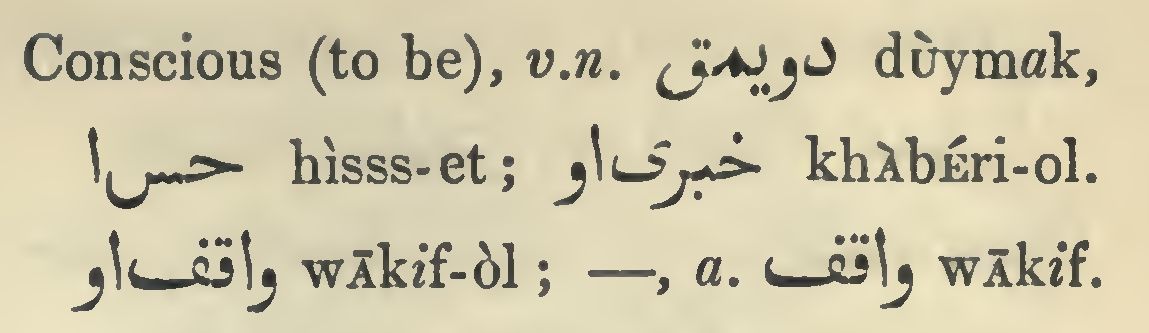 Conscious (to be), v.n. دویمق dùymak,
حس ا hìsss-et; خبری او khÀbÉri-ol.
واقف او wĀkif-òl; —, a. واقف wĀkif.